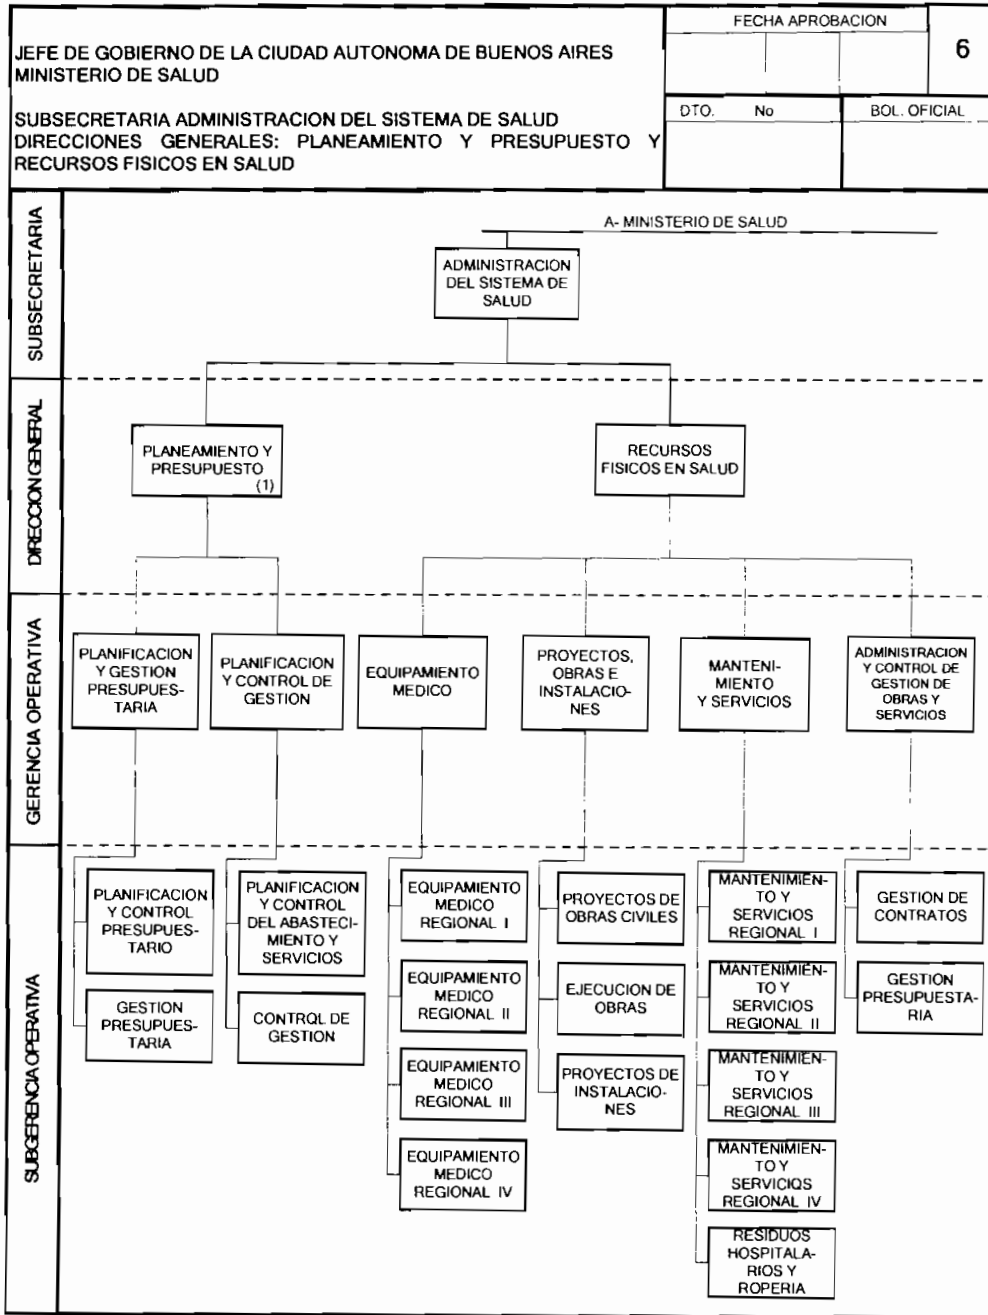 JEFE DE GOBIERNO DE LA CIUDAD AUTONOMA DE BUENOS AIRES
MINISTERIO DE SALUD
SUBSECRETARIA ADMINISTRACION DEL SISTEMA DE SALUD
DIRECCIONES GENERALES: PLANEAMIENTO Y PRESUPUESTO Y
RECURSOS FISICOS EN SALUD
FECHA APROBACION
6
DTO. No
BOL. OFICIAL
SUBSECRETARIA
A- MINISTERIO DE SALUD
ADMINISTRACION
DEL SISTEMA DE
SALUD
DIRECCION GENERAL
PLANEAMIENTO Y
PRESUPUESTO
(1)
RECURSOS
FISICOS EN SALUD
GERENCIA OPERATIVA
PLANIFICACION
Y GESTION
PRESUPUES-
TARIA
PLANIFICACION
Y CONTROL DE
GESTION
EQUIPAMIENTO
MEDICO
PROYECTOS,
OBRAS E
INSTALACIO-
NES
MANTENI-
MIENTO
Y SERVICIOS
ADMINISTRACION
Y CONTROL DE
GESTION DE
OBRAS Y
SERVICIOS
SUBGERENCIA OPERATIVA
PLANIFICACION
Y CONTROL
PRESUPUES-
TARIO
GESTION
PRESUPUES-
TARIA
PLANIFICACION
Y CONTROL
DEL ABASTECI-
MIENTO Y
SERVICIOS
CONTROL DE
GESTION
EQUIPAMIENTO
MEDICO
REGIONAL I
EQUIPAMIENTO
MEDICO
REGIONAL II
EQUIPAMIENTO
MEDICO
REGIONAL III
EQUIPAMIENTO
MEDICO
REGIONAL IV
PROYECTOS DE
OBRAS CIVILES
EJECUCION DE
OBRAS
PROYECTOS DE
INSTALACIO-
NES
MANTENIMIEN-
TO Y
SERVICIOS
REGIONAL I
MANTENIMIEN-
TO Y
SERVICIOS
REGIONAL II
MANTENIMIEN-
TO Y
SERVICIOS
REGIONAL III
MANTENIMIEN-
TO Y
SERVICIOS
REGIONAL IV
RESIDUOS
HOSPITALA-
RIOS Y
ROPERIA
GESTION DE
CONTRATOS
GESTION
PRESUPUESTA-
RIA